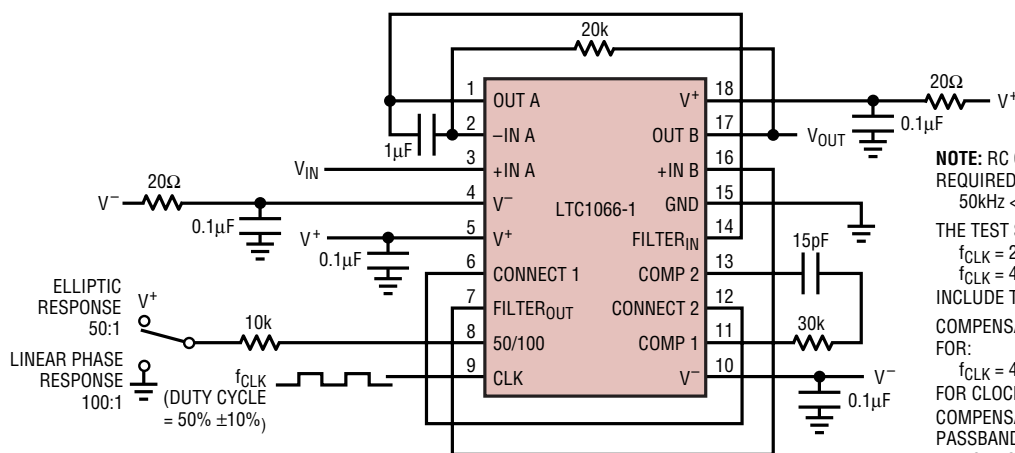 20k
1
OUT A
2
–IN A
1µF
VIN
3
+IN A
20Ω
V–
4
V–
0.1µF
V+
5
V+
0.1µF
6
CONNECT 1
7
FILTEROUT
8
50/100
9
CLK
LTC1066-1
18
V+
17
OUT B
16
+IN B
15
GND
14
FILTERIN
13
COMP 2
12
CONNECT 2
11
COMP 1
10
V–
20Ω
V+
0.1µF
VOUT
15pF
30k
V–
0.1µF
ELLIPTIC
RESPONSE
50:1
V+
10k
LINEAR PHASE
RESPONSE
100:1
fCLK
(DUTY CYCLE
= 50% ±10%)
NOTE: RC
REQUIRED
50kHz <
THE TEST
fCLK = 2
fCLK = 4
INCLUDE
COMPENSA
FOR:
fCLK = 4
FOR CLOC
COMPENSA
PASSBAND